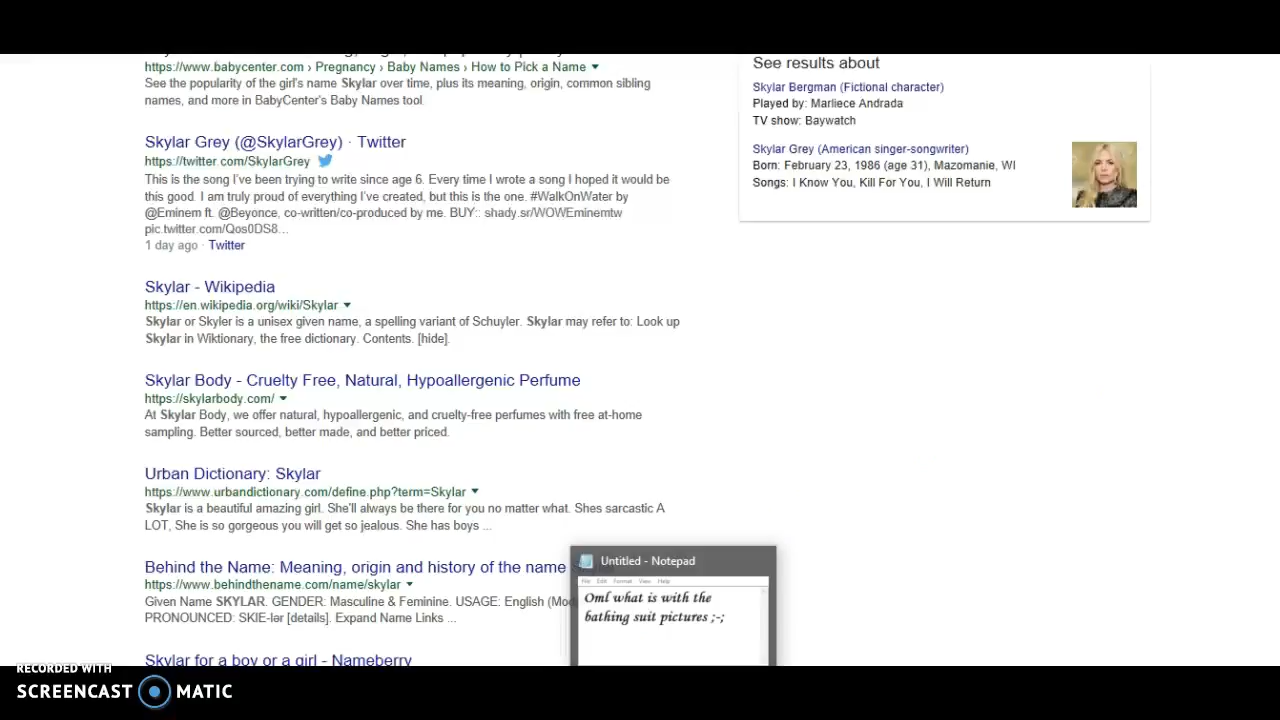 https://www.babycenter.com › Pregnancy › Baby Names › How to Pick a Name
See the popularity of the girl's name Skylar over time, plus its meaning, origin, common sibling
names, and more in BabyCenter's Baby Names tool
Skylar Grey (@SkylarGrey) · Twitter
https://twitter.com/SkylarGrey
This is the song I've been trying to write since age 6. Every time I wrote a song I hoped it would be
this good. I am truly proud of everything I've created, but this is the one. #WalkOnWater by
@Eminem ft. @Beyonce, co-written/co-produced by me. BUY:: shady.sr/WOWEminemtw
pic.twitter.com/Qos0DS8...
1 day ago · Twitter
Skylar - Wikipedia
https://en.wikipedia.org/wiki/Skylar
Skylar or Skyler is a unisex given name, a spelling variant of Schuyler. Skylar may refer to: Look up
Skylar in Wiktionary, the free dictionary. Contents. [hide].
Skylar Body - Cruelty Free, Natural, Hypoallergenic Perfume
https://skylarbody.com/
At Skylar Body, we offer natural, hypoallergenic, and cruelty-free perfumes with free at-home
sampling. Better sourced, better made, and better priced.
Urban Dictionary: Skylar
https://www.urbandictionary.com/define.php?term=Skylar
Skylar is a beautiful amazing girl. She'll always be there for you no matter what. Shes sarcastic A
LOT, She is so gorgeous you will get so jealous. She has boys ...
Behind the Name: Meaning, origin and history of the name
https://www.behindthename.com/name/skylar
Given Name SKYLAR. GENDER: Masculine & Feminine. USAGE: English (Mod
PRONOUNCED: SKIE-lər [details]. Expand Name Links ...
Skylar for a boy or a girl - Nameberry
See results about
Skylar Bergman (Fictional character)
Played by: Marliece Andrada
TV show: Baywatch
Skylar Grey (American singer-songwriter)
Born: February 23, 1986 (age 31), Mazomanie, WI
Songs: I Know You, Kill For You, I Will Return
Untitled - Notepad
File Edit Format View Help
Oml what is with the
bathing suit pictures ;-;
RECORDED WITH
SCREENCAST MATIC